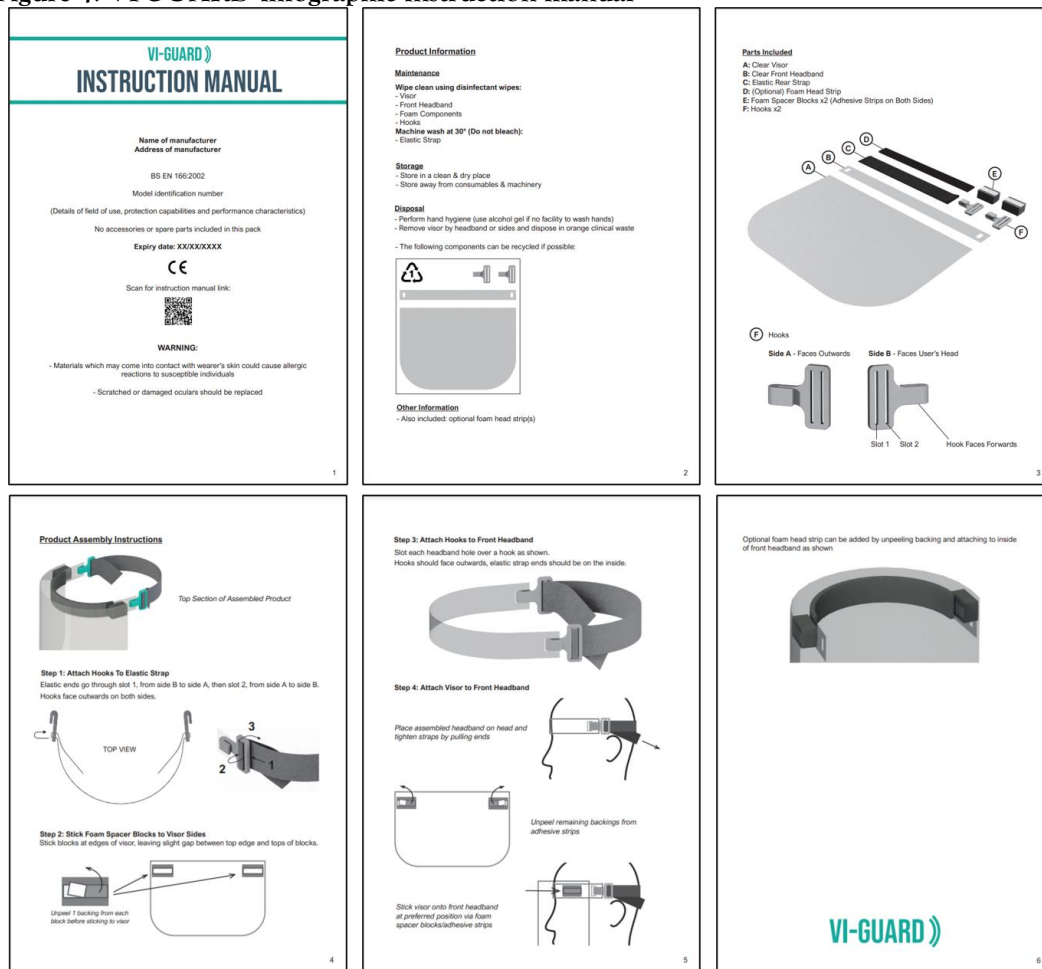 Figure 4: VI-GUARD infographic instruction manual
VI-GUARD
INSTRUCTION MANUAL
Name of manufacturer
Address of manufacturer
BS EN 166:2002
Model identification number
(Details of field of use, protection capabilities and performance characteristics)
No accessories or spare parts included in this pack
Expiry date: XX/XX/XXXX
CE
Scan for instruction manual link:
WARNING:
- Materials which may come into contact with wearer's skin could cause allergic
reactions to susceptible individuals
- Scratched or damaged oculars should be replaced
1
Product Information
Maintenance
Wipe clean using disinfectant wipes:
- Visor
- Front Headband
- Foam Components
- Hooks
Machine wash at 30° (Do not bleach):
- Elastic Strap
Storage
- Store in a clean & dry place
- Store away from consumables & machinery
Disposal
- Perform hand hygiene (use alcohol gel if no facility to wash hands)
- Remove visor by headband or sides and dispose in orange clinical waste
- The following components can be recycled if possible:
1
Other Information
- Also included: optional foam head strip(s)
2
Parts Included
A: Clear Visor
B: Clear Front Headband
C: Elastic Rear Strap
D: (Optional) Foam Head Strip
E: Foam Spacer Blocks x2 (Adhesive Strips on Both Sides)
F: Hooks x2
D
C
B
A
E
F
F Hooks
Side A - Faces Outwards Side B - Faces User's Head
Slot 1 Slot 2 Hook Faces Forwards
3
Product Assembly Instructions
Top Section of Assembled Product
Step 1: Attach Hooks To Elastic Strap
Elastic ends go through slot 1, from side B to side A, then slot 2, from side A to side B.
Hooks face outwards on both sides.
TOP VIEW
3
2
1
Step 2: Stick Foam Spacer Blocks to Visor Sides
Stick blocks at edges of visor, leaving slight gap between top edge and tops of blocks.
Unpeel 1 backing from each
block before sticking to visor
4
Step 3: Attach Hooks to Front Headband
Slot each headband hole over a hook as shown.
Hooks should face outwards, elastic strap ends should be on the inside.
Step 4: Attach Visor to Front Headband
Place assembled headband on head and
tighten straps by pulling ends
Unpeel remaining backings from
adhesive strips
Stick visor onto front headband
at preferred position via foam
spacer blocks/adhesive strips
5
Optional foam head strip can be added by unpeeling backing and attaching to inside
of front headband as shown
VI-GUARD
6